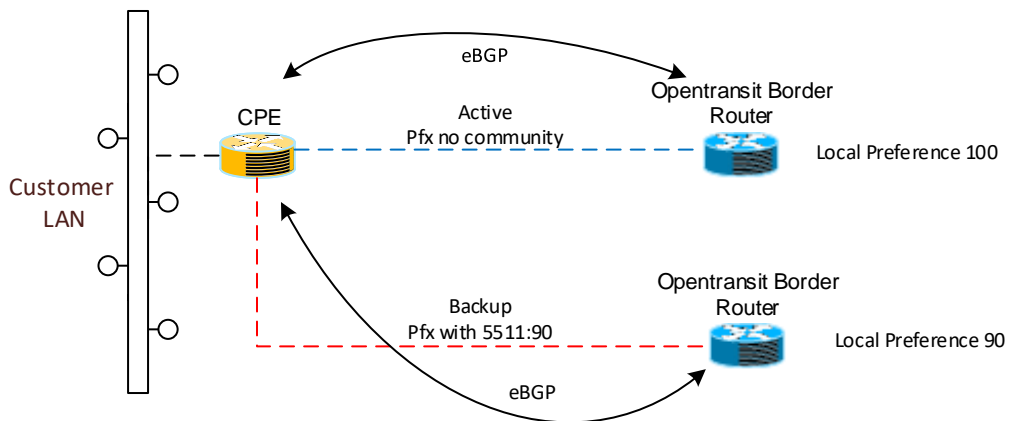 eBGP
Opentransit Border
Router
CPE
Active
Pfx no community
Local Preference 100
Customer
LAN
Opentransit Border
Router
Backup
Pfx with 5511:90
Local Preference 90
eBGP